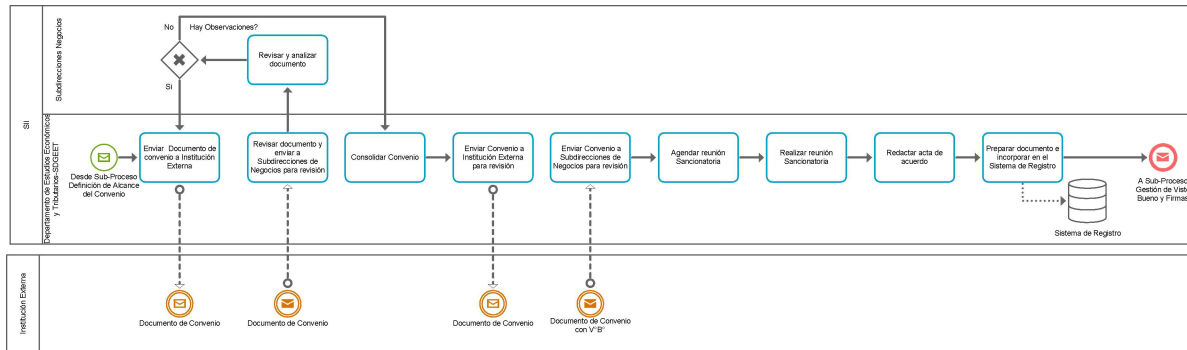 SII
Subdirecciones Negocios
No
Hay Observaciones?
Revisar y analizar
documento
Si
Departamento de Estudios Económicos
y Tributarios-SDGEET
Desde Sub-Proceso
Definición de Alcance
del Convenio
Enviar Documento de
convenio a Institución
Externa
Revisar documento y
enviar a
Subdirecciones de
Negocios para revisión
Consolidar Convenio
Enviar Convenio a
Institución Externa
para revisión
Enviar Convenio a
Subdirecciones de
Negocios para revisión
Agendar reunión
Sancionatoria
Realizar reunión
Sancionatoria
Redactar acta de
acuerdo
Preparar documento e
incorporar en el
Sistema de Registro
A Sub-Proceso
Gestión de Visto
Bueno y Firmas
Sistema de Registro
Institución Externa
Documento de Convenio
Documento de Convenio
Documento de Convenio
Documento de Convenio
con V°B°